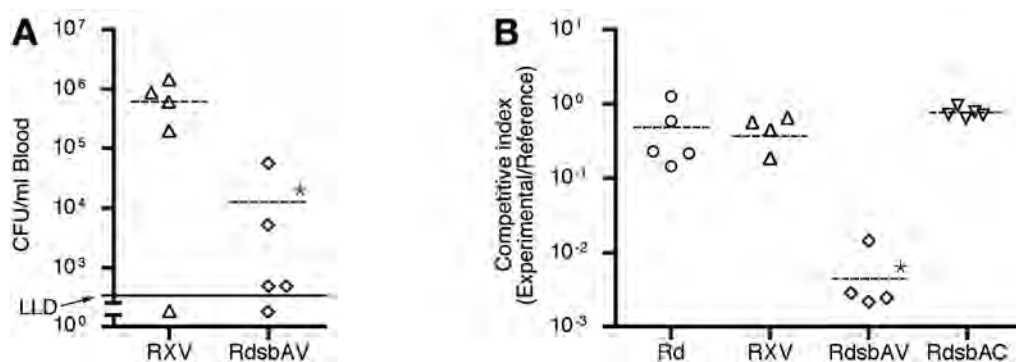 A
CFU/ml Blood
10⁷
10⁶
10⁵
10⁴
10³
10⁰
LLD
*
RXV RdsbAV
B
Competitive index
(Experimental/Reference)
10¹
10⁰
10⁻¹
10⁻²
10⁻³
*
Rd RXV RdsbAV RdsbAC